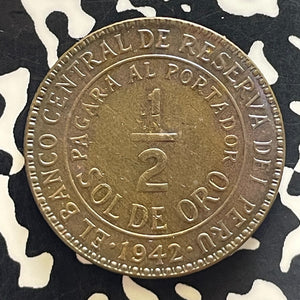 EL BANCO CENTRAL DE RESERVA DEL PERU
PAGARA AL PORTADOR
1/2
SOL DE ORO
·1942·